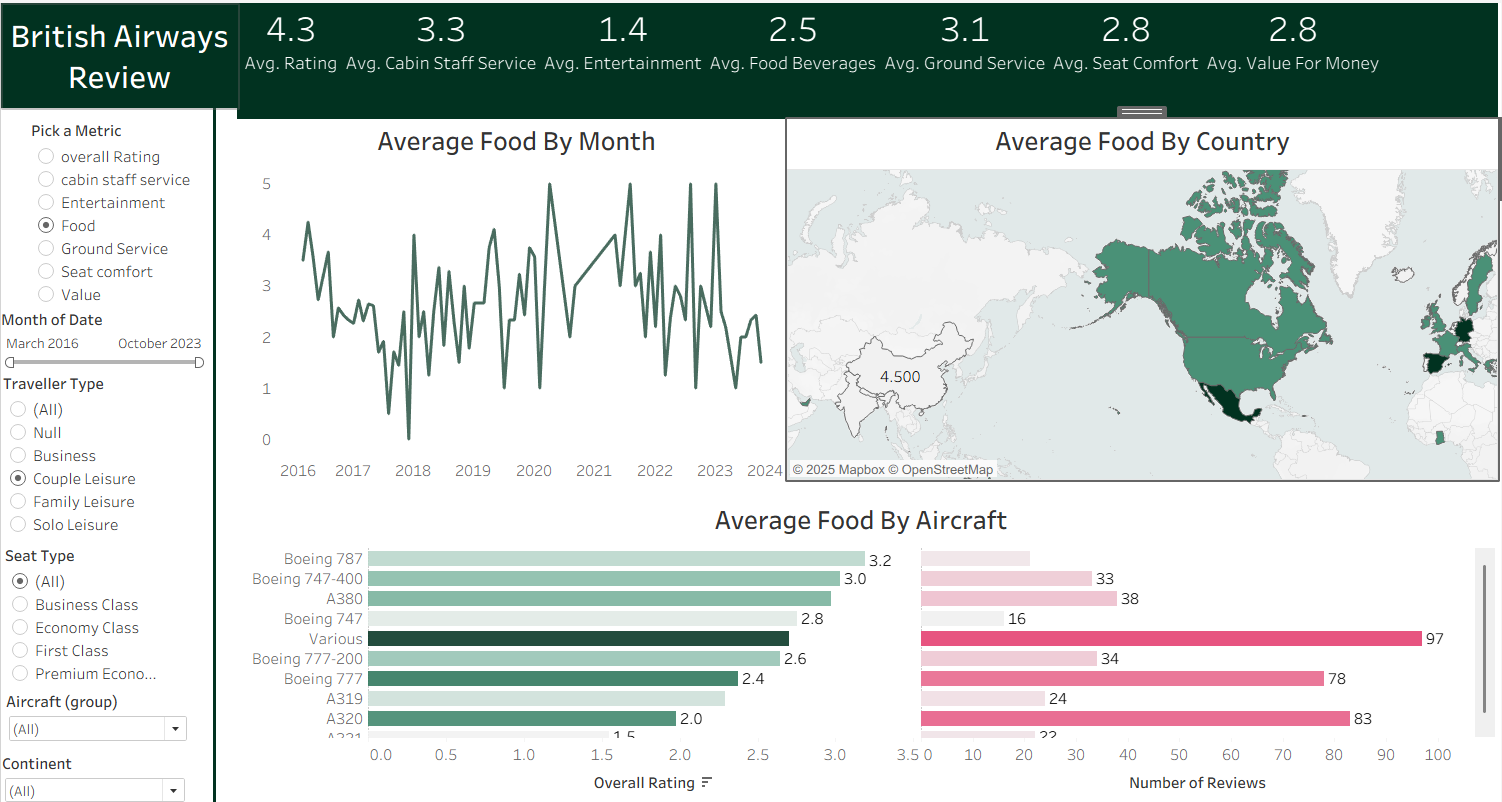 British Airways
Review
4.3 3.3 1.4 2.5 3.1 2.8 2.8
Avg. Rating Avg. Cabin Staff Service Avg. Entertainment Avg. Food Beverages Avg. Ground Service Avg. Seat Comfort Avg. Value For Money
Pick a Metric
overall Rating
cabin staff service
Entertainment
Food
Ground Service
Seat comfort
Value
Month of Date
March 2016 October 2023
Traveller Type
(All)
Null
Business
Couple Leisure
Family Leisure
Solo Leisure
Seat Type
(All)
Business Class
Economy Class
First Class
Premium Econo...
Aircraft (group)
(All)
Continent
(All)
Average Food By Month
5
4
3
2
1
0
2016 2017 2018 2019 2020 2021 2022 2023 2024
Average Food By Country
4.500
© 2025 Mapbox © OpenStreetMap
Average Food By Aircraft
Boeing 787 3.2
Boeing 747-400 3.0 33
A380 38
Boeing 747 2.8 16
Various 97
Boeing 777-200 2.6 34
Boeing 777 2.4 78
A319 24
A320 2.0 83
A321 1.5 22
0.0 0.5 1.0 1.5 2.0 2.5 3.0 3.5 0 10 20 30 40 50 60 70 80 90 100
Overall Rating Number of Reviews